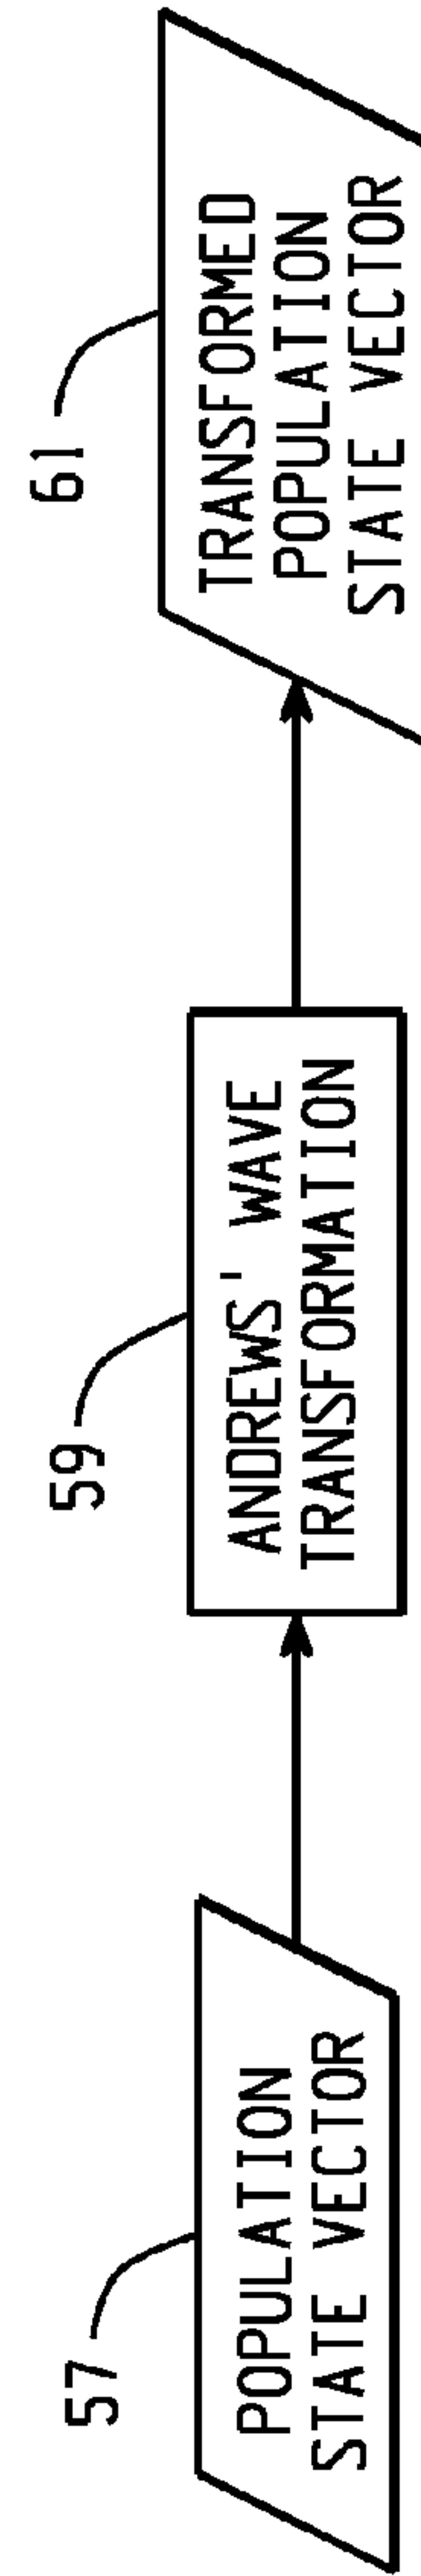 57
POPULATION
STATE VECTOR
59
ANDREWS' WAVE
TRANSFORMATION
61
TRANSFORMED
POPULATION
STATE VECTOR